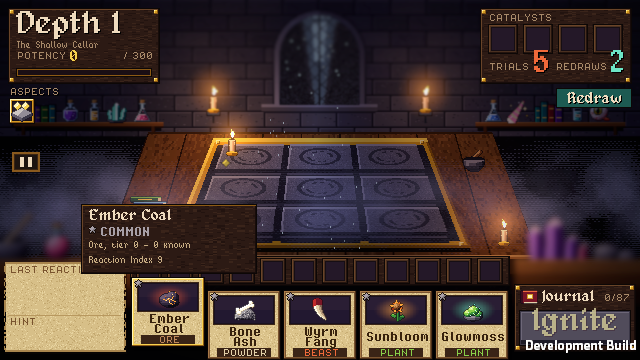 Depth 1
The Shallow Cellar
POTENCY 0 / 300
ASPECTS
CATALYSTS
TRIALS 5 REDRAWS 2
Redraw
Ember Coal
* COMMON
Ore, tier 0 - 0 known
Reaction Index 9
LAST REACTI
HINT
Ember Coal
ORE
Bone Ash
POWDER
Wyrm Fang
BEAST
Sunbloom
PLANT
Glowmoss
PLANT
Journal 0/87
Ignite
Development Build